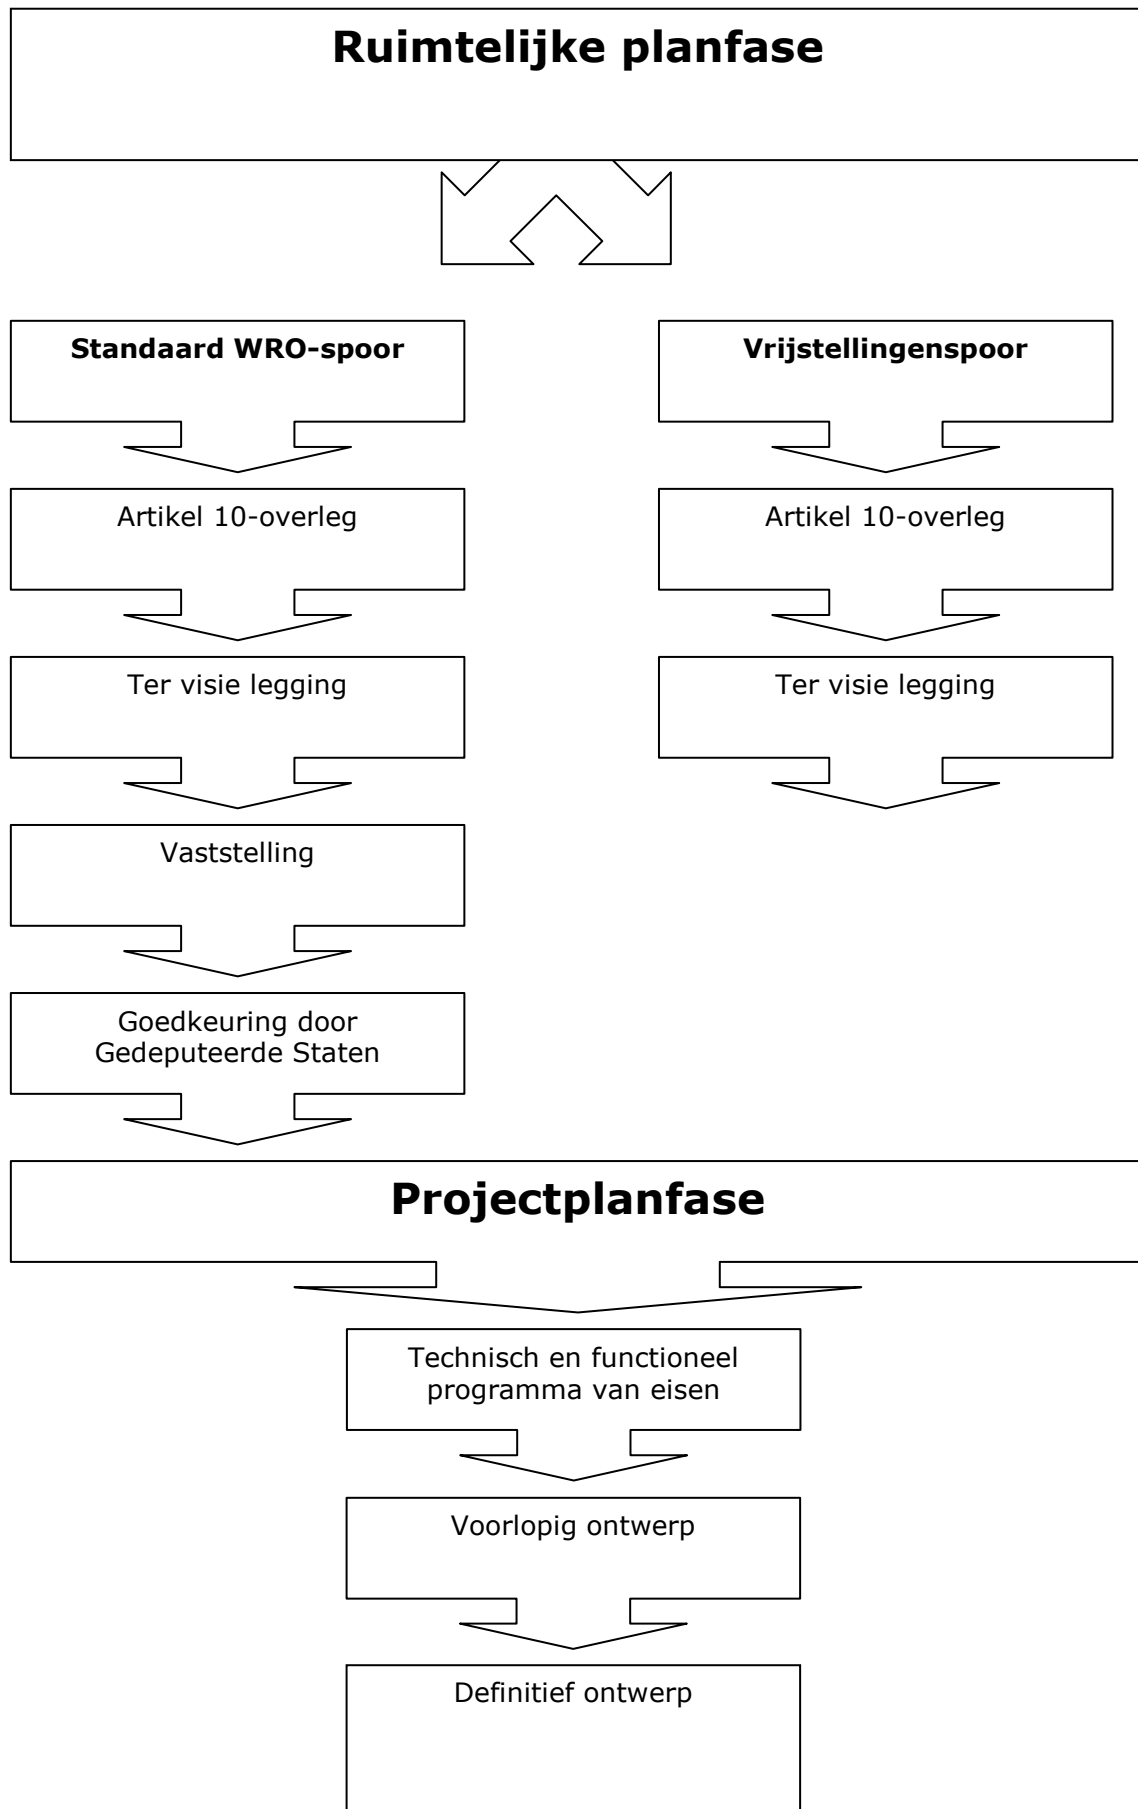 Ruimtelijke planfase
Standaard WRO-spoor
Vrijstellingenspoor
Artikel 10-overleg
Artikel 10-overleg
Ter visie legging
Ter visie legging
Vaststelling
Goedkeuring door
Gedeputeerde Staten
Projectplanfase
Technisch en functioneel
programma van eisen
Voorlopig ontwerp
Definitief ontwerp